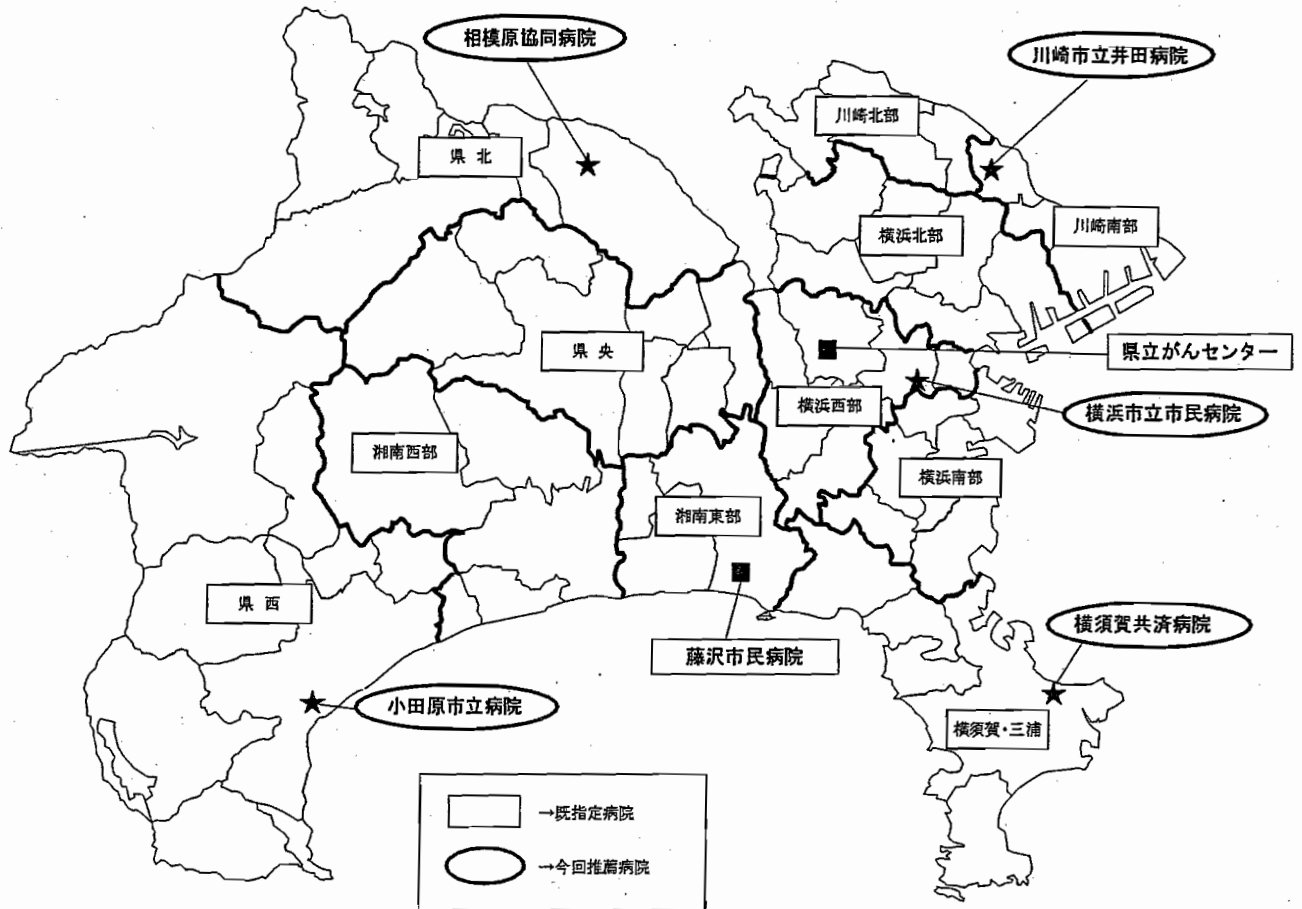 相模原協同病院
川崎市立井田病院
川崎北部
県 北
横浜北部
川崎南部
県 央
県立がんセンター
横浜西部
横浜市立市民病院
湘南西部
横浜南部
湘南東部
県 西
横須賀共済病院
藤沢市民病院
小田原市立病院
横須賀・三浦
→既指定病院
→今回推薦病院